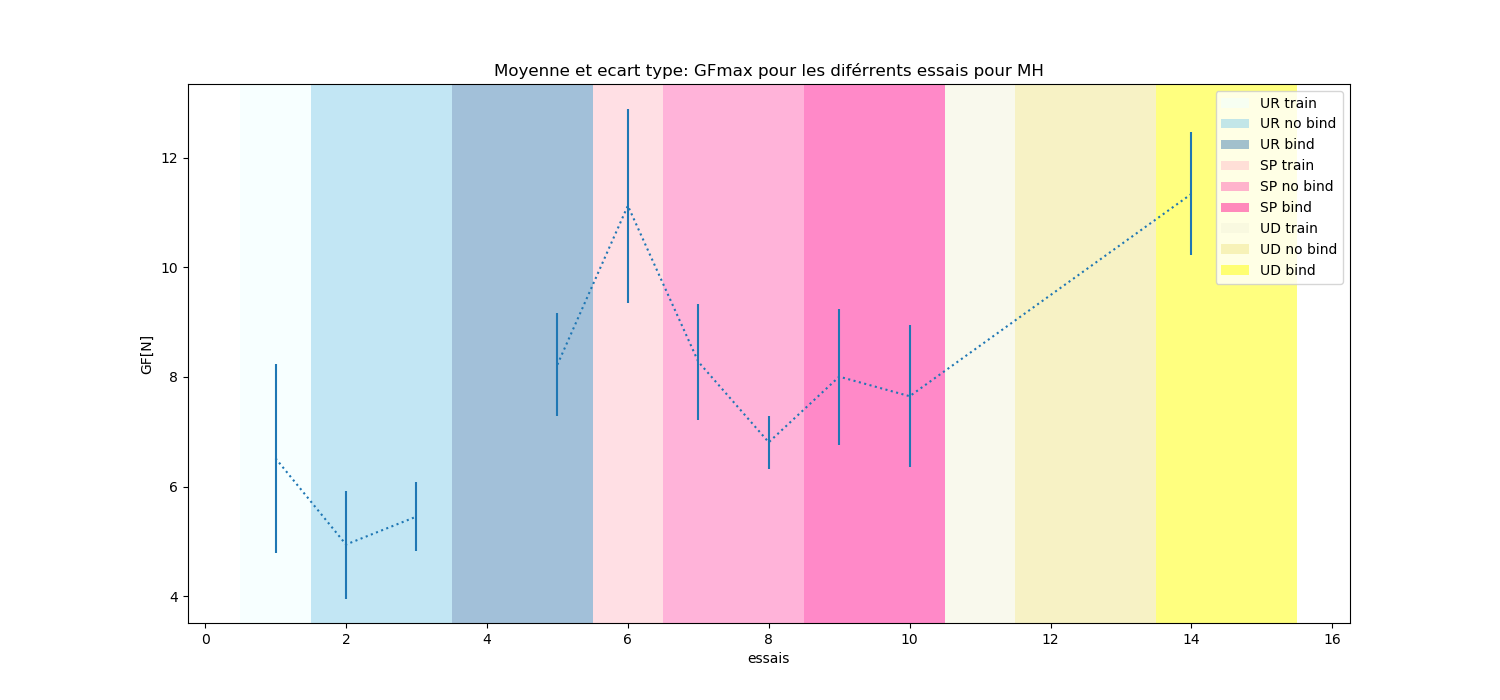 Moyenne et ecart type: GFmax pour les diférrents essais pour MH
UR train
UR no bind
UR bind
SP train
SP no bind
SP bind
UD train
UD no bind
UD bind
12
10
8
6
4
GF[N]
0 2 4 6 8 10 12 14 16
essais